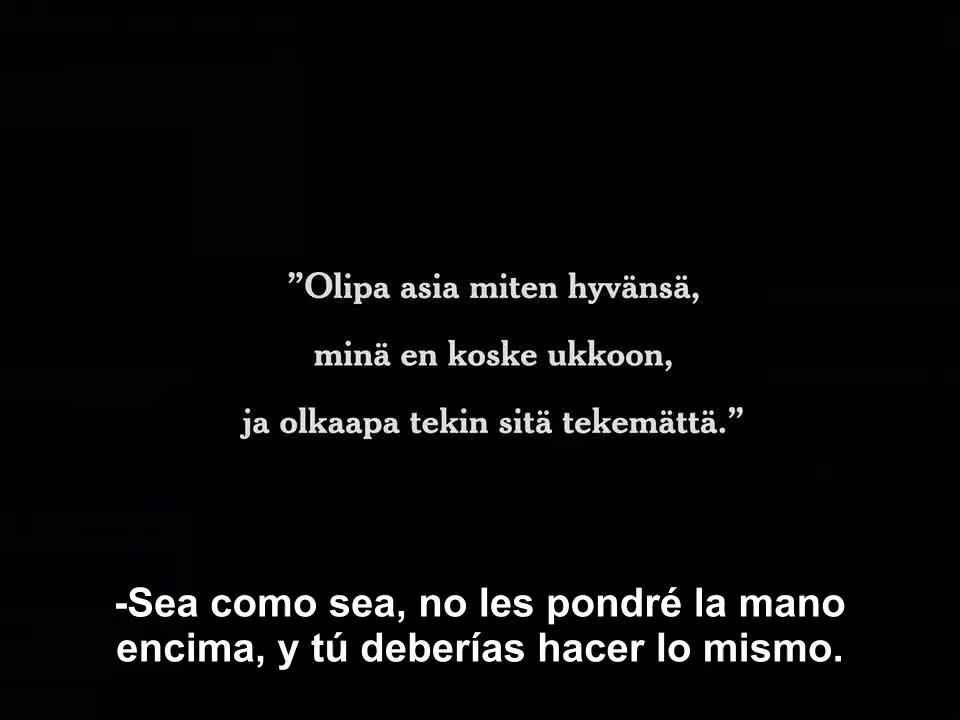 ”Olipa asia miten hyvänsä,
minä en koske ukkoon,
ja olkaapa tekin sitä tekemättä.”
-Sea como sea, no les pondré la mano
encima, y tú deberías hacer lo mismo.